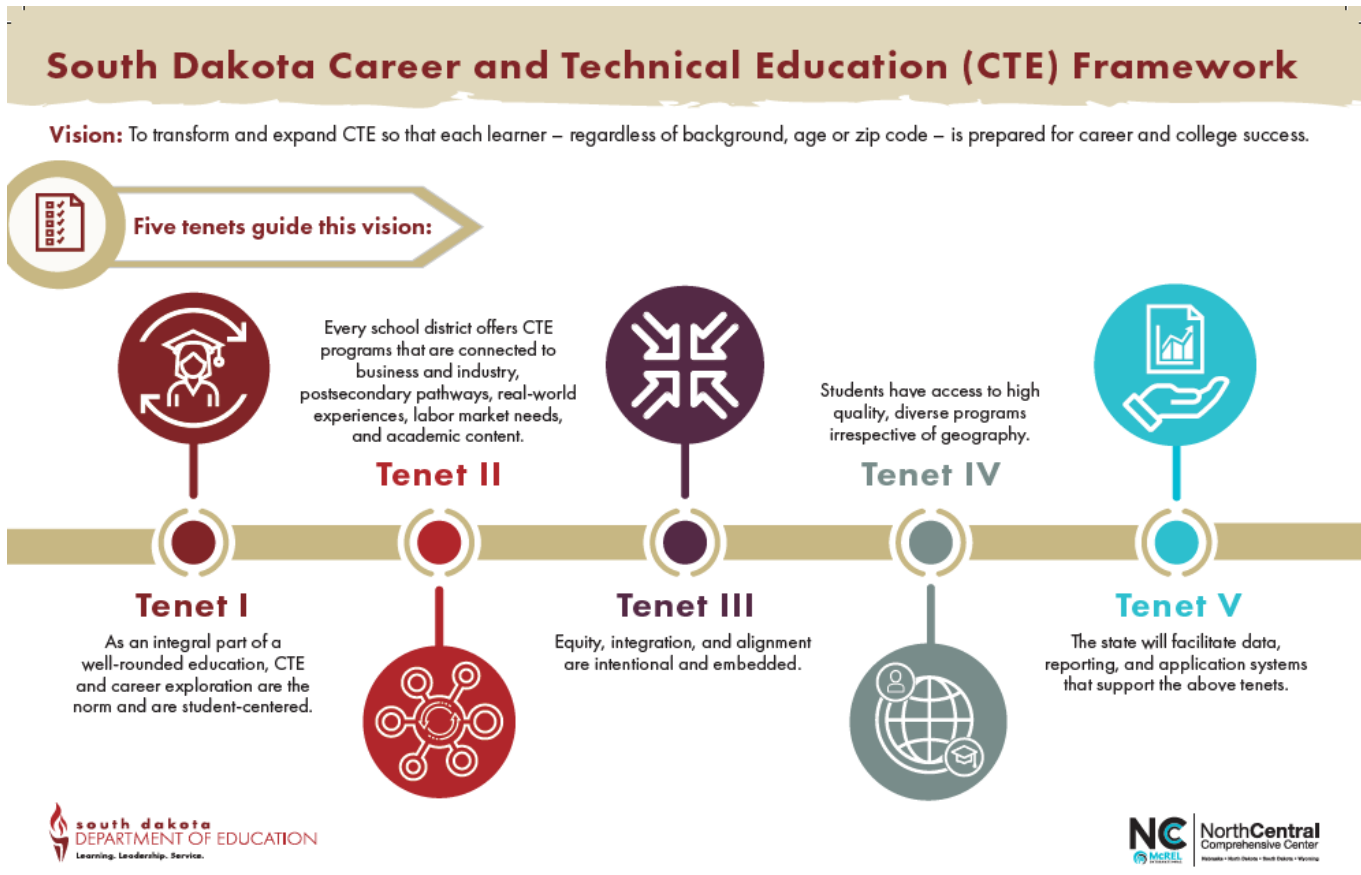 South Dakota Career and Technical Education (CTE) Framework
Vision: To transform and expand CTE so that each learner – regardless of background, age or zip code – is prepared for career and college success.
Five tenets guide this vision:
Tenet I
As an integral part of a
well-rounded education, CTE
and career exploration are the
norm and are student-centered.
Every school district offers CTE
programs that are connected to
business and industry,
postsecondary pathways, real-world
experiences, labor market needs,
and academic content.
Tenet II
Tenet III
Equity, integration, and alignment
are intentional and embedded.
Students have access to high
quality, diverse programs
irrespective of geography.
Tenet IV
Tenet V
The state will facilitate data,
reporting, and application systems
that support the above tenets.
south dakota
DEPARTMENT OF EDUCATION
Learning. Leadership. Service.
NC
McREL
INTERNATIONAL
NorthCentral
Comprehensive Center
Nebraska • North Dakota • South Dakota • Wyoming